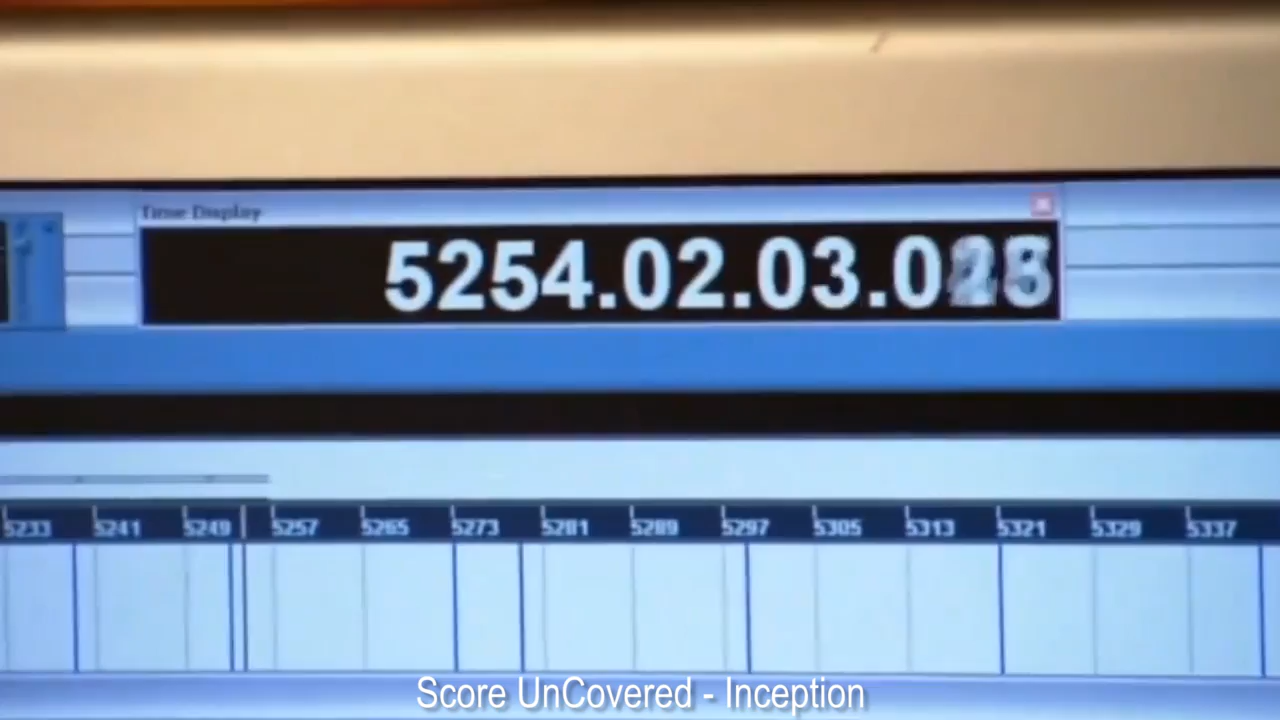 Time Display
5254.02.03.0
5233 5241 5249 5257 5265 5273 5281 5289 5297 5305 5313 5321 5329 5337
Score UnCovered - Inception